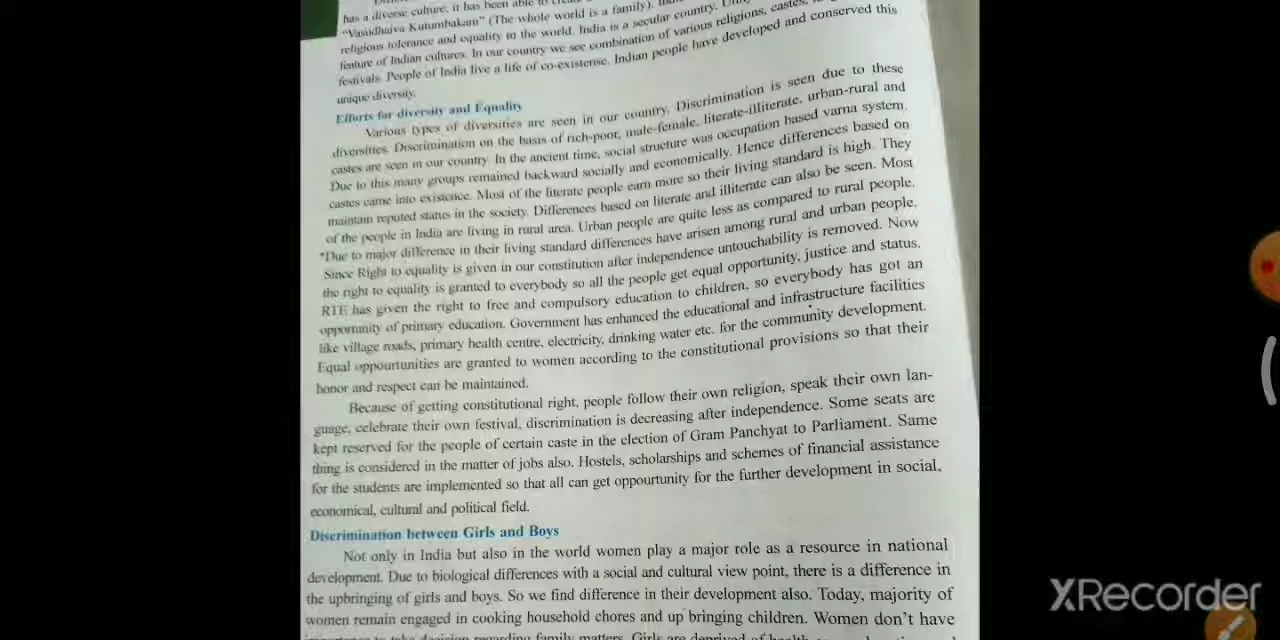 has a diverse culture, it has been able to
"Vasudhaiva Kutumbakam" (The whole world is a family).
religious tolerance and equality to the world. India is a secular country.
feature of Indian cultures. In our country we see combination of various religions, castes,
festivals. People of India live a life of co-existense. Indian people have developed and conserved this
unique diversity.
Efforts for diversity and Equality
Various types of diversities are seen in our country. Discrimination is seen due to these
diversities. Discrimination on the basis of rich-poor, male-female, literate-illiterate, urban-rural and
castes are seen in our country. In the ancient time, social structure was occupation based varna system.
Due to this many groups remained backward socially and economically. Hence differences based on
castes came into existence. Most of the literate people earn more so their living standard is high. They
maintain reputed status in the society. Differences based on literate and illiterate can also be seen. Most
of the people in India are living in rural area. Urban people are quite less as compared to rural people.
*Due to major difference in their living standard differences have arisen among rural and urban people.
Since Right to equality is given in our constitution after independence untouchability is removed. Now
the right to equality is granted to everybody so all the people get equal opportunity, justice and status.
RTE has given the right to free and compulsory education to children, so everybody has got an
opportunity of primary education. Government has enhanced the educational and infrastructure facilities
like village roads, primary health centre, electricity, drinking water etc. for the community development.
Equal oppourtunities are granted to women according to the constitutional provisions so that their
honor and respect can be maintained.
Because of getting constitutional right, people follow their own religion, speak their own lan-
guage, celebrate their own festival, discrimination is decreasing after independence. Some seats are
kept reserved for the people of certain caste in the election of Gram Panchyat to Parliament. Same
thing is considered in the matter of jobs also. Hostels, scholarships and schemes of financial assistance
for the students are implemented so that all can get oppourtunity for the further development in social,
economical, cultural and political field.
Discrimination between Girls and Boys
Not only in India but also in the world women play a major role as a resource in national
development. Due to biological differences with a social and cultural view point, there is a difference in
the upbringing of girls and boys. So we find difference in their development also. Today, majority of
women remain engaged in cooking household chores and up bringing children. Women don't have
decision regarding family matters. Girls are deprived of
XRecorder